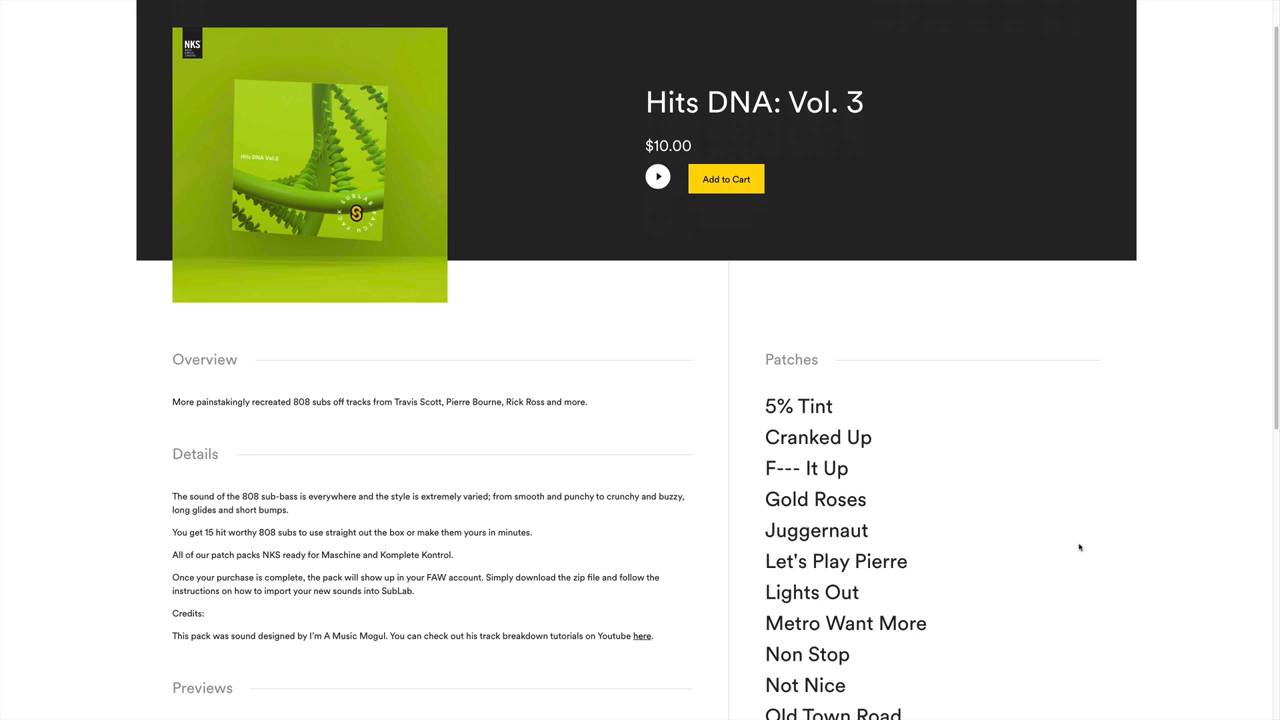 NKS
Hits DNA Vol.3
SUBLAB PATCH PACK
Hits DNA: Vol. 3
$10.00
Add to Cart
Overview
More painstakingly recreated 808 subs off tracks from Travis Scott, Pierre Bourne, Rick Ross and more.
Details
The sound of the 808 sub-bass is everywhere and the style is extremely varied; from smooth and punchy to crunchy and buzzy,
long glides and short bumps.
You get 15 hit worthy 808 subs to use straight out the box or make them yours in minutes.
All of our patch packs NKS ready for Maschine and Komplete Kontrol.
Once your purchase is complete, the pack will show up in your FAW account. Simply download the zip file and follow the
instructions on how to import your new sounds into SubLab.
Credits:
This pack was sound designed by I'm A Music Mogul. You can check out his track breakdown tutorials on Youtube here.
Previews
Patches
5% Tint
Cranked Up
F--- It Up
Gold Roses
Juggernaut
Let's Play Pierre
Lights Out
Metro Want More
Non Stop
Not Nice
Old Town Road